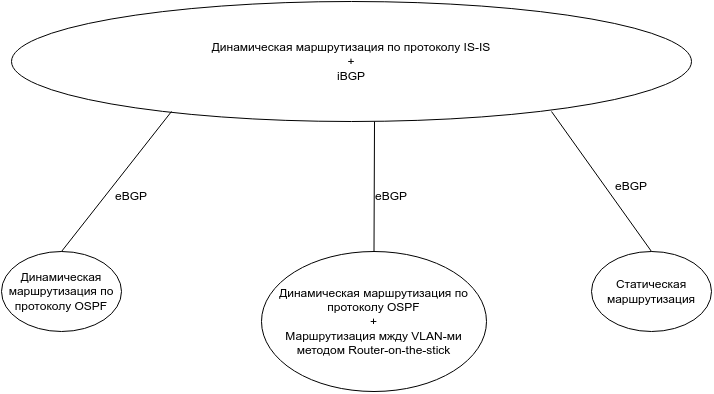 Динамическая маршрутизация по протоколу IS-IS
+
iBGP
eBGP
eBGP
eBGP
Динамическая
маршрутизация по
протоколу OSPF
Динамическая маршрутизация по
протоколу OSPF
+
Маршрутизация мжду VLAN-ми
методом Router-on-the-stick
Статическая
маршрутизация